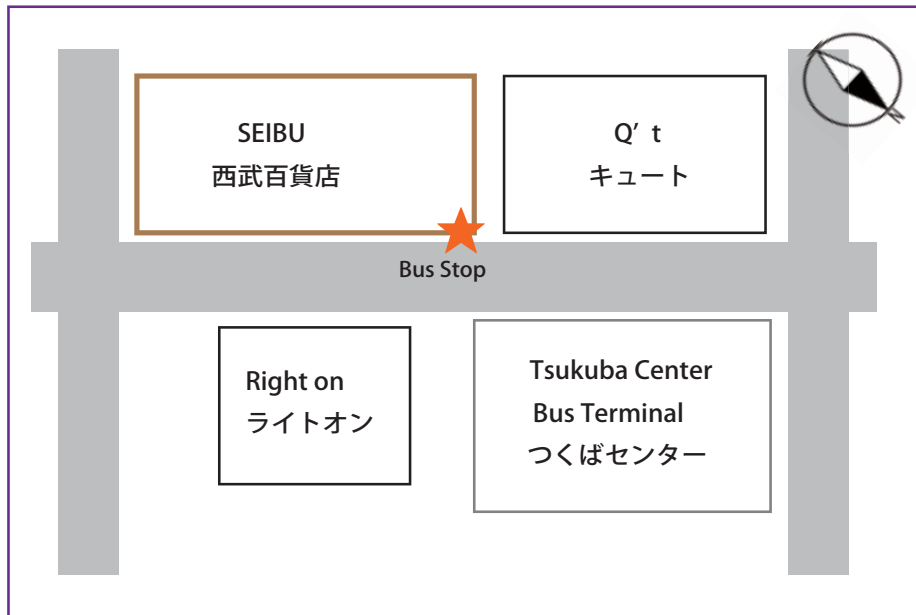 SEIBU
西武百貨店
Q’t
キュート
Bus Stop
Right on
ライトオン
Tsukuba Center
Bus Terminal
つくばセンター
N